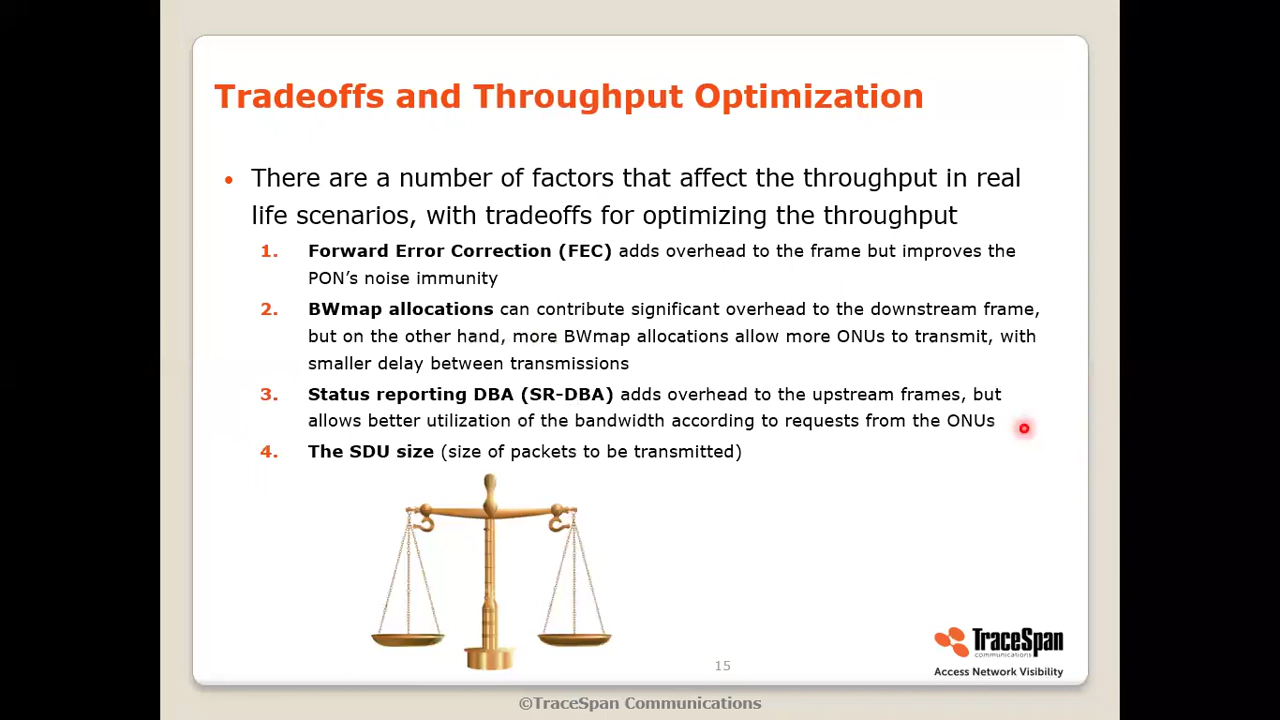 Tradeoffs and Throughput Optimization
• There are a number of factors that affect the throughput in real
life scenarios, with tradeoffs for optimizing the throughput
1. Forward Error Correction (FEC) adds overhead to the frame but improves the
PON’s noise immunity
2. BWmap allocations can contribute significant overhead to the downstream frame,
but on the other hand, more BWmap allocations allow more ONUs to transmit, with
smaller delay between transmissions
3. Status reporting DBA (SR-DBA) adds overhead to the upstream frames, but
allows better utilization of the bandwidth according to requests from the ONUs
4. The SDU size (size of packets to be transmitted)
TraceSpan
communications
Access Network Visibility
15
©TraceSpan Communications